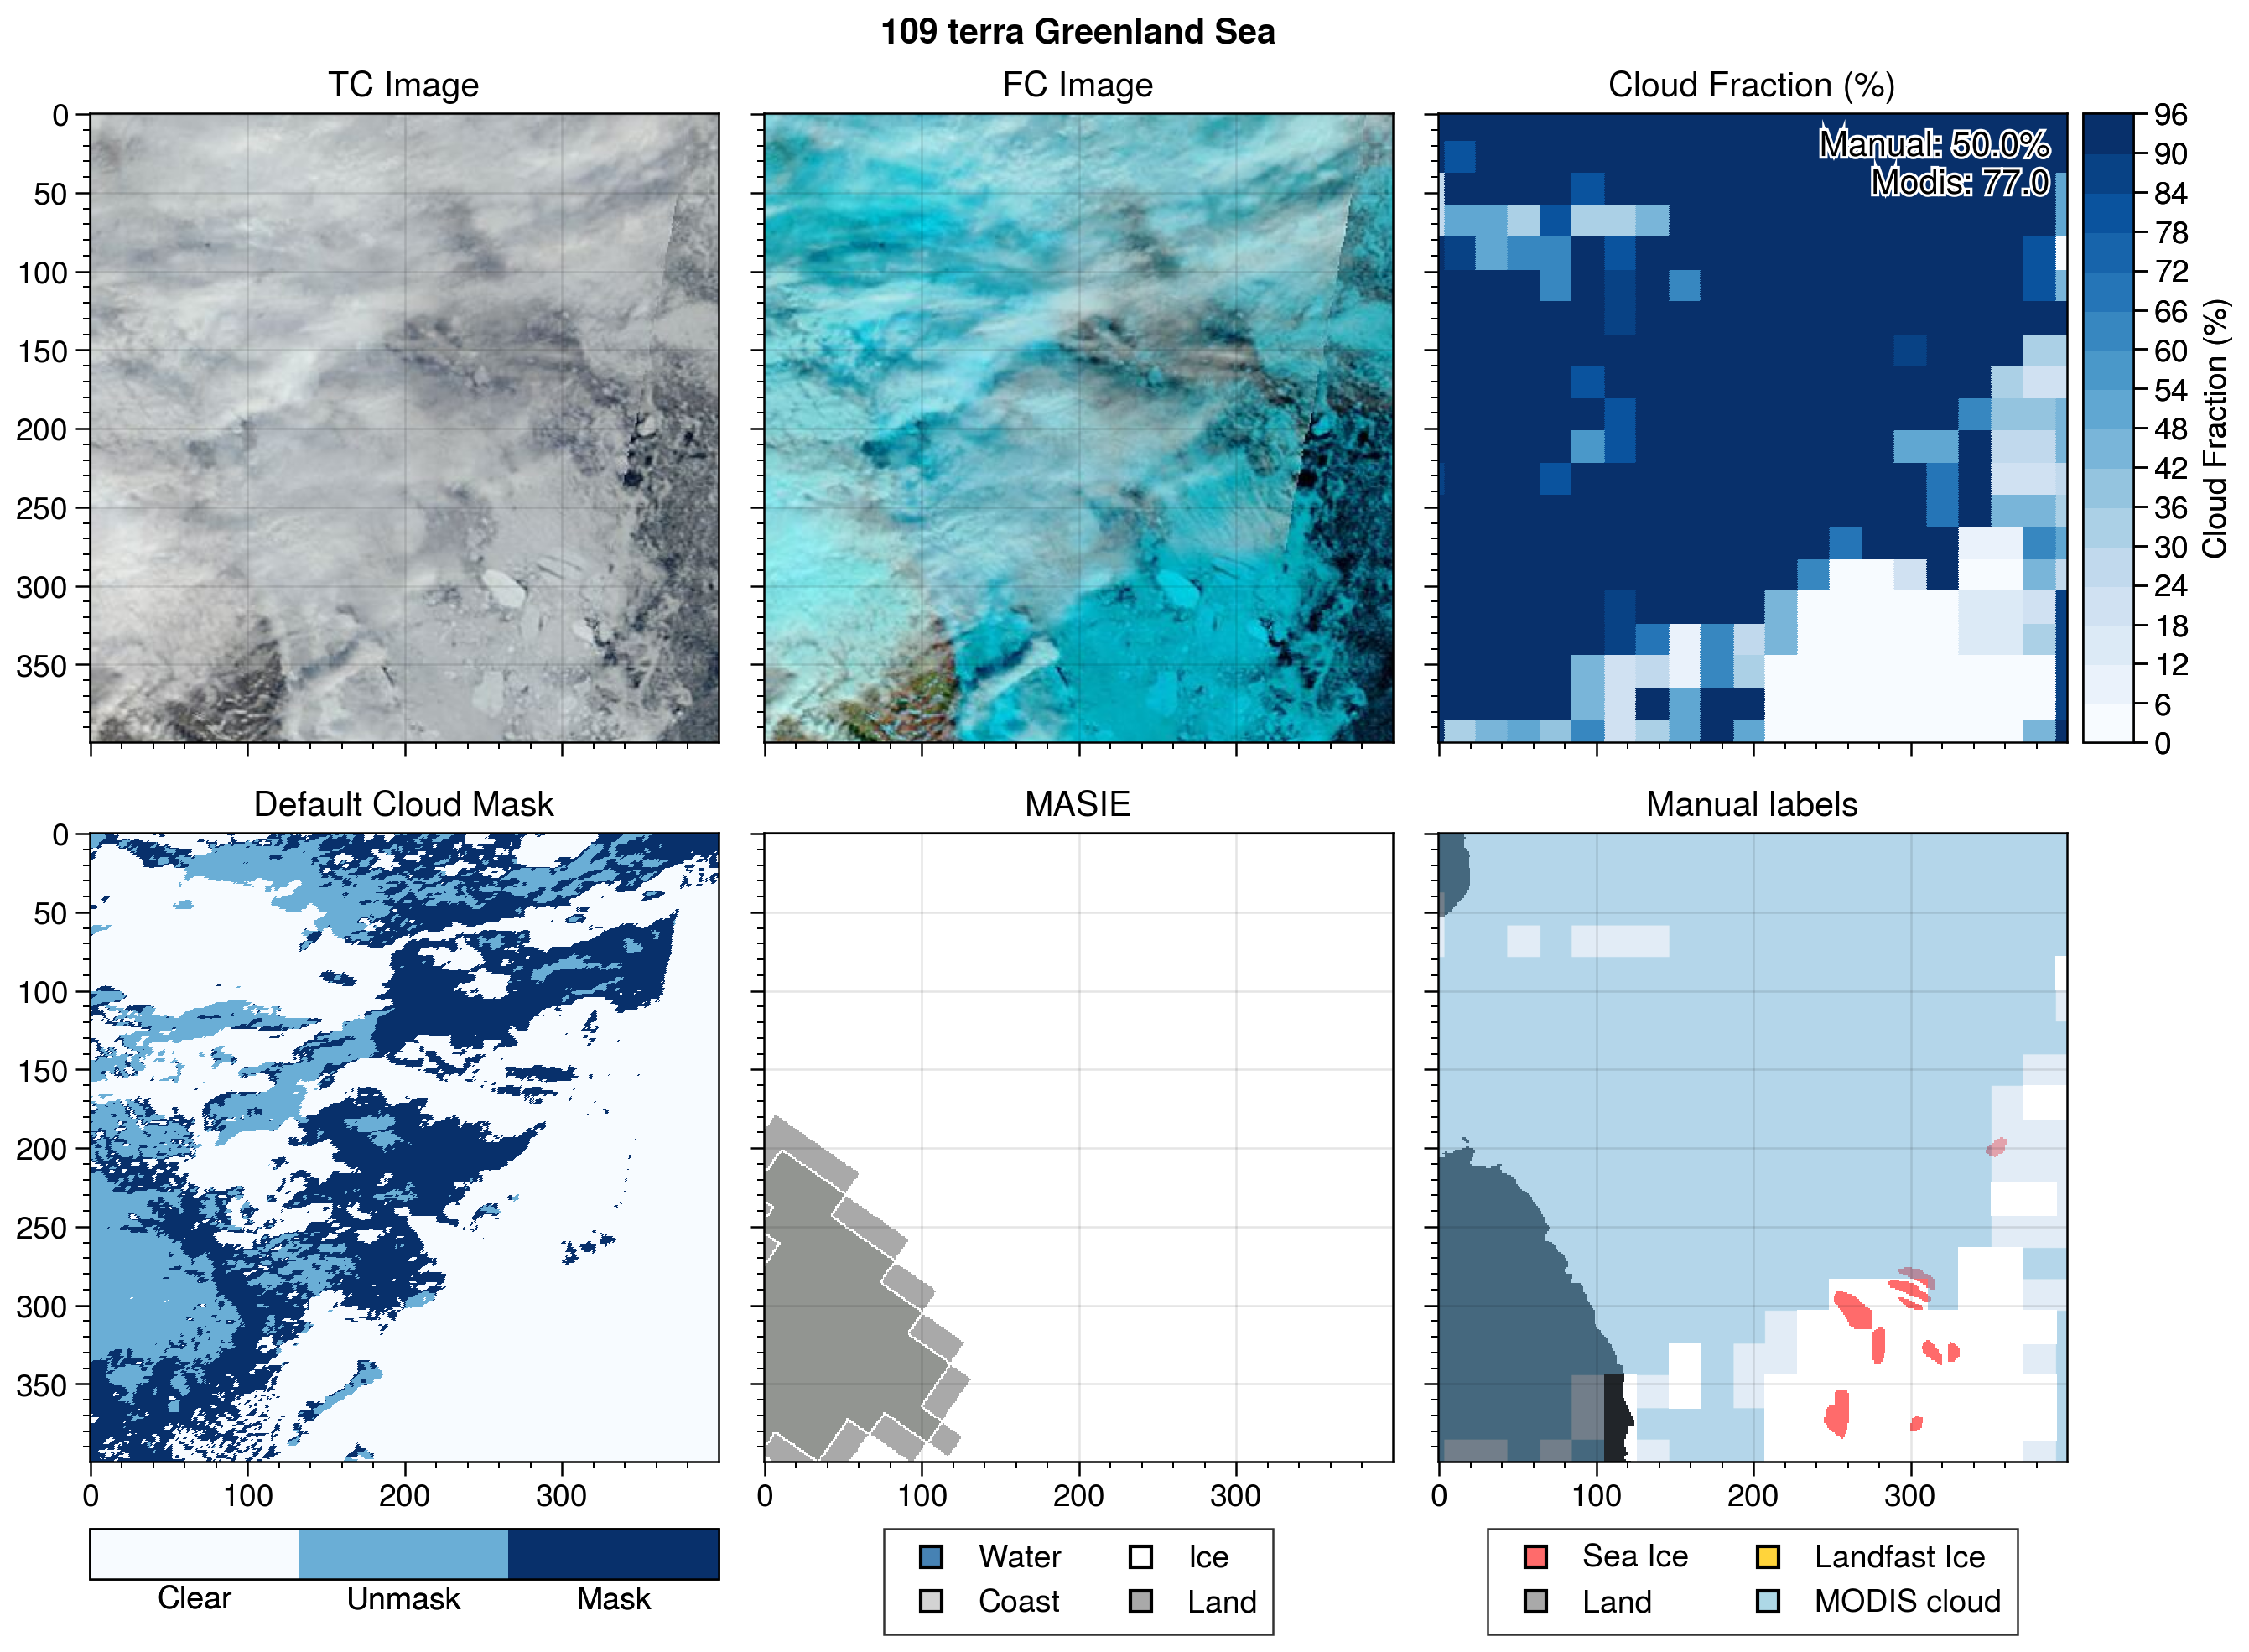 109 terra Greenland Sea
TC Image
FC Image
Cloud Fraction (%)
0
50
100
150
200
250
300
350
Manual: 50.0%
Modis: 77.0
96
90
84
78
72
66
60
54
48
42
36
30
24
18
12
6
0
Cloud Fraction (%)
Default Cloud Mask
MASIE
Manual labels
0
50
100
150
200
250
300
350
0 100 200 300
0 100 200 300
0 100 200 300
Clear Unmask Mask
Water Ice
Coast Land
Sea Ice Landfast Ice
Land MODIS cloud